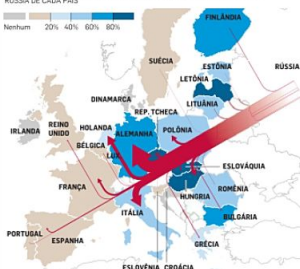 RÚSSIA DE CADA PAÍS
Nenhum 20% 40% 60% 80%
FINLÂNDIA
SUÉCIA
ESTÔNIA
RÚSSIA
LETÔNIA
LITUÂNIA
DINAMARCA
REP. TCHECA
IRLANDA
REINO
UNIDO
HOLANDA
ALEMANHA
POLÔNIA
BÉLGICA
LUX.
ESLOVÁQUIA
FRANÇA
HUNGRIA
ROMÊNIA
ITÁLIA
BULGÁRIA
PORTUGAL
ESPANHA
GRÉCIA
ESLOVÊNIA CROÁCIA